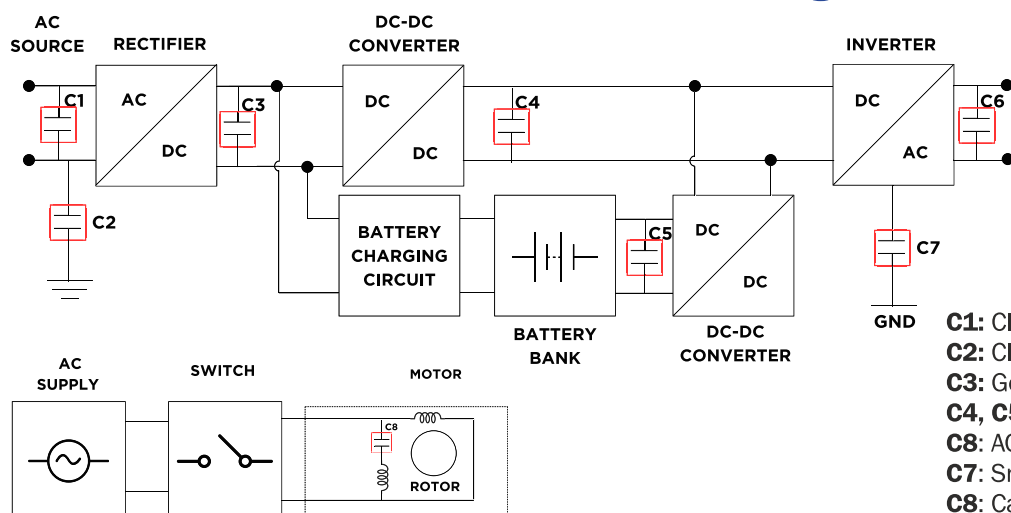 AC
SOURCE
RECTIFIER
DC-DC
CONVERTER
INVERTER
C1
AC
DC
C3
DC
DC
C4
DC
AC
C6
C2
BATTERY
CHARGING
CIRCUIT
C5
DC
DC
C7
BATTERY
BANK
DC-DC
CONVERTER
GND
AC
SUPPLY
SWITCH
MOTOR
C8
ROTOR
C1:
C2:
C3:
C4,
C8: 
C7:
C8: